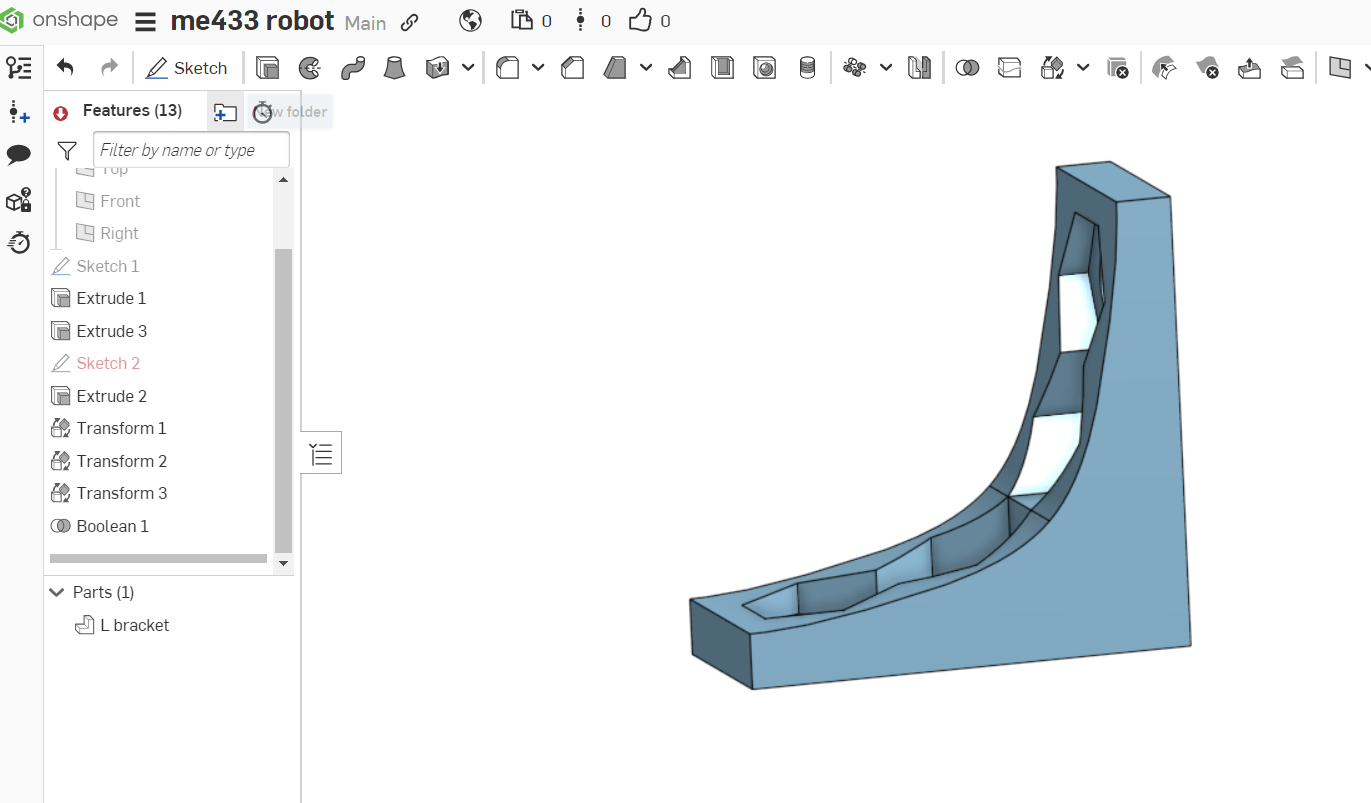 onshape me433 robot Main 0 0 0
Sketch
Features (13) New folder
Filter by name or type
Top
Front
Right
Sketch 1
Extrude 1
Extrude 3
Sketch 2
Extrude 2
Transform 1
Transform 2
Transform 3
Boolean 1
Parts (1)
L bracket